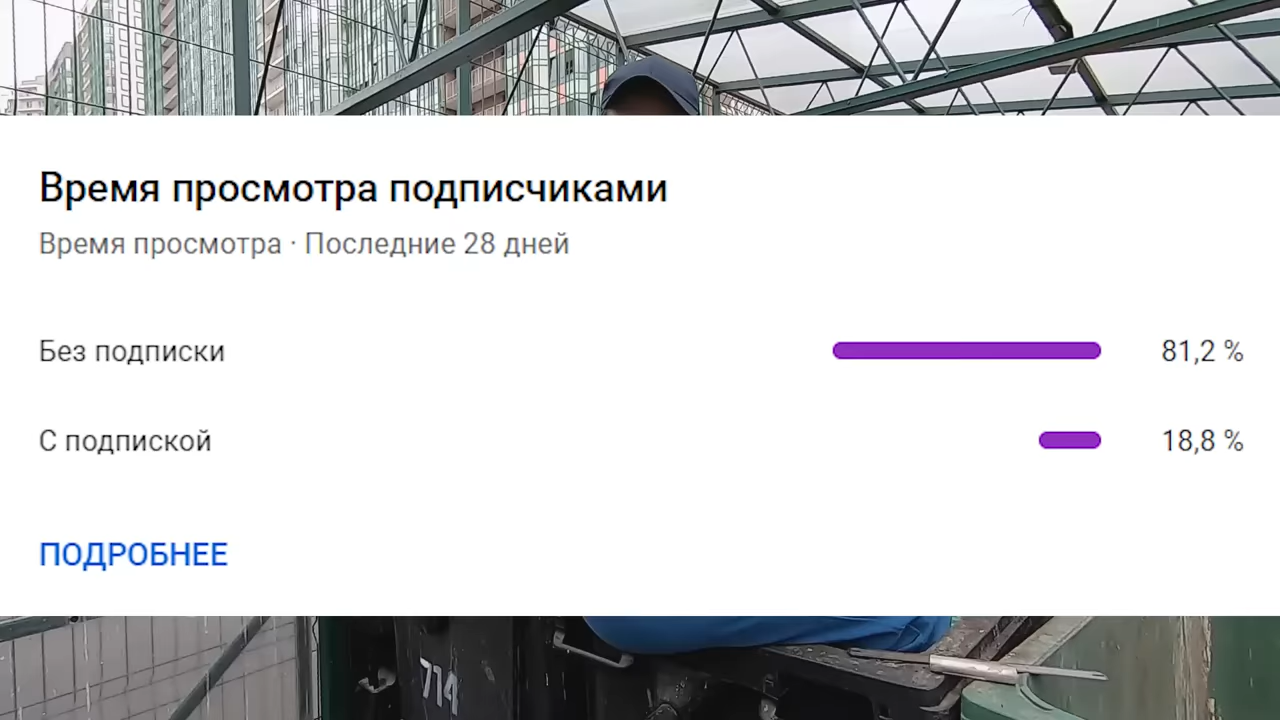 Время просмотра подписчиками
Время просмотра · Последние 28 дней
Без подписки 81,2 %
С подпиской 18,8 %
ПОДРОБНЕЕ
714